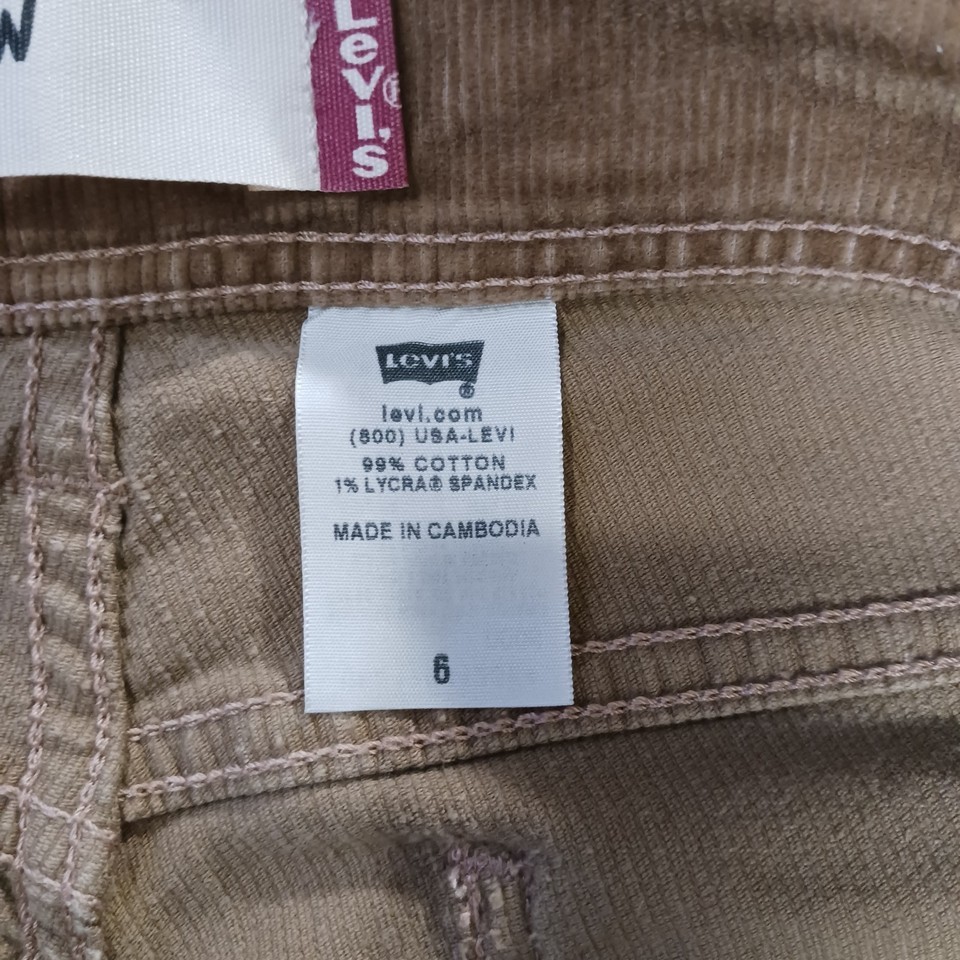 W
LEVI'S®
LEVI'S
®
levi.com
(800) USA-LEVI
99% COTTON
1% LYCRA® SPANDEX
MADE IN CAMBODIA
6